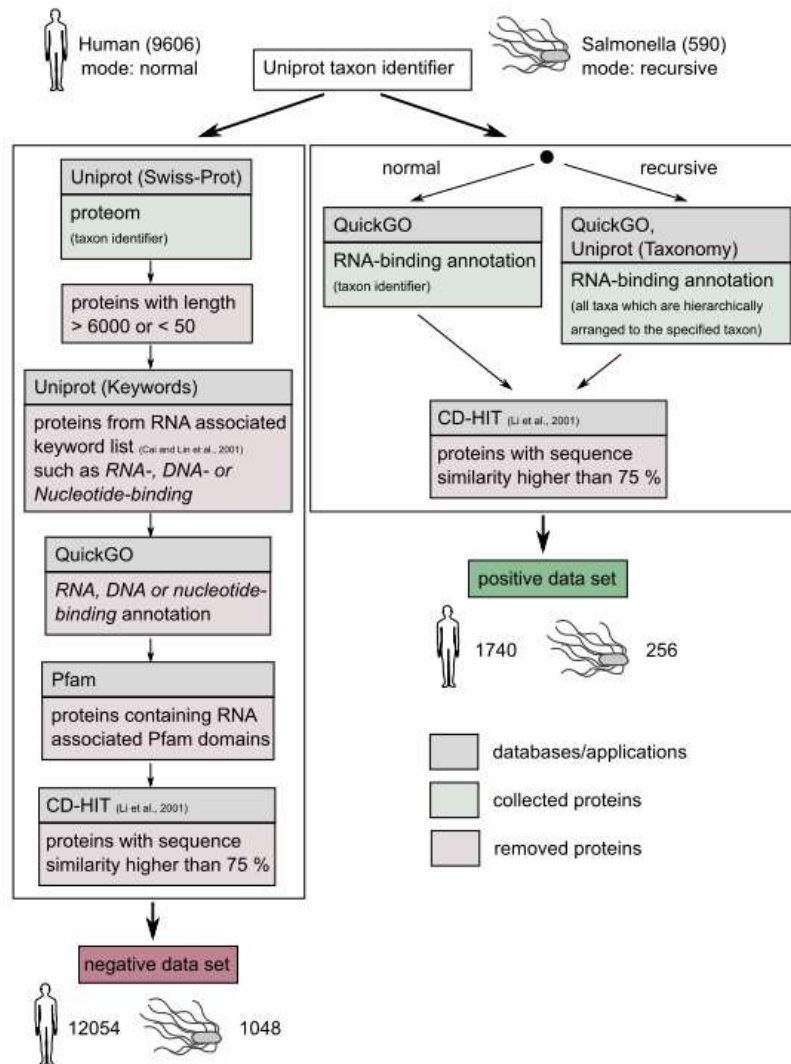 Human (9606)
mode: normal
Uniprot taxon identifier
Salmonella (590)
mode: recursive
Uniprot (Swiss-Prot)
proteom
(taxon identifier)
proteins with length
> 6000 or < 50
Uniprot (Keywords)
proteins from RNA associated
keyword list (Cai and Lin et al., 2001)
such as RNA-, DNA- or
Nucleotide-binding
QuickGO
RNA, DNA or nucleotide-
binding annotation
Pfam
proteins containing RNA
associated Pfam domains
CD-HIT (Li et al., 2001)
proteins with sequence
similarity higher than 75 %
negative data set
12054
1048
normal
recursive
QuickGO
RNA-binding annotation
(taxon identifier)
QuickGO,
Uniprot (Taxonomy)
RNA-binding annotation
(all taxa which are hierarchically
arranged to the specified taxon)
CD-HIT (Li et al., 2001)
proteins with sequence
similarity higher than 75 %
positive data set
1740
256
databases/applications
collected proteins
removed proteins